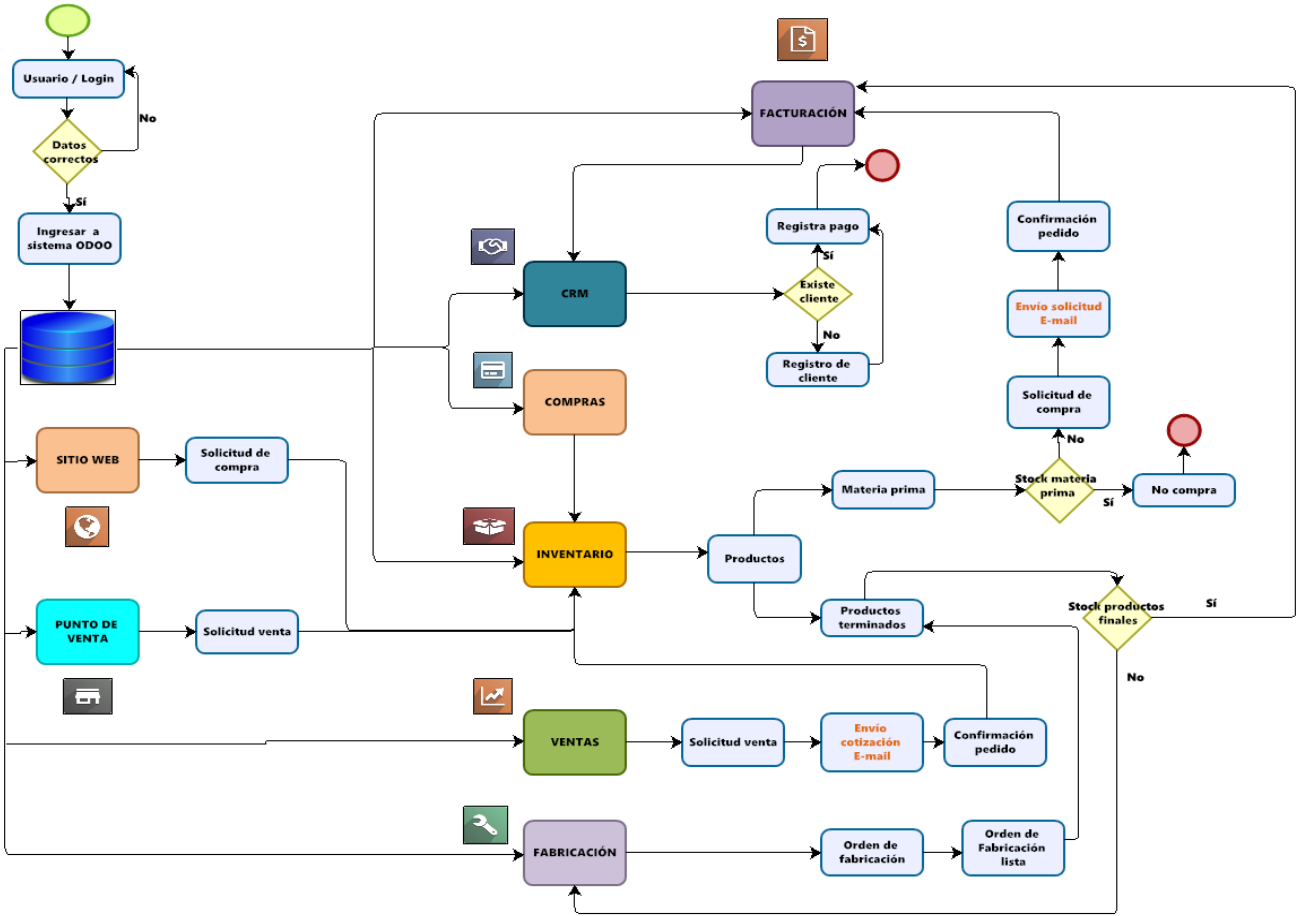 Usuario / Login
No
Datos
correctos
Sí
Ingresar a
sistema ODOO
$
FACTURACIÓN
Registra pago
Sí
Existe
cliente
No
Registro de
cliente
CRM
COMPRAS
Confirmación
pedido
Envío solicitud
E-mail
Solicitud de
compra
No
Stock materia
prima
Sí
No compra
Materia prima
SITIO WEB
Solicitud de
compra
INVENTARIO
Productos
Productos
terminados
Stock productos
finales
Sí
No
PUNTO DE
VENTA
Solicitud venta
VENTAS
Solicitud venta
Envío
cotización
E-mail
Confirmación
pedido
FABRICACIÓN
Orden de
fabricación
Orden de
Fabricación
lista